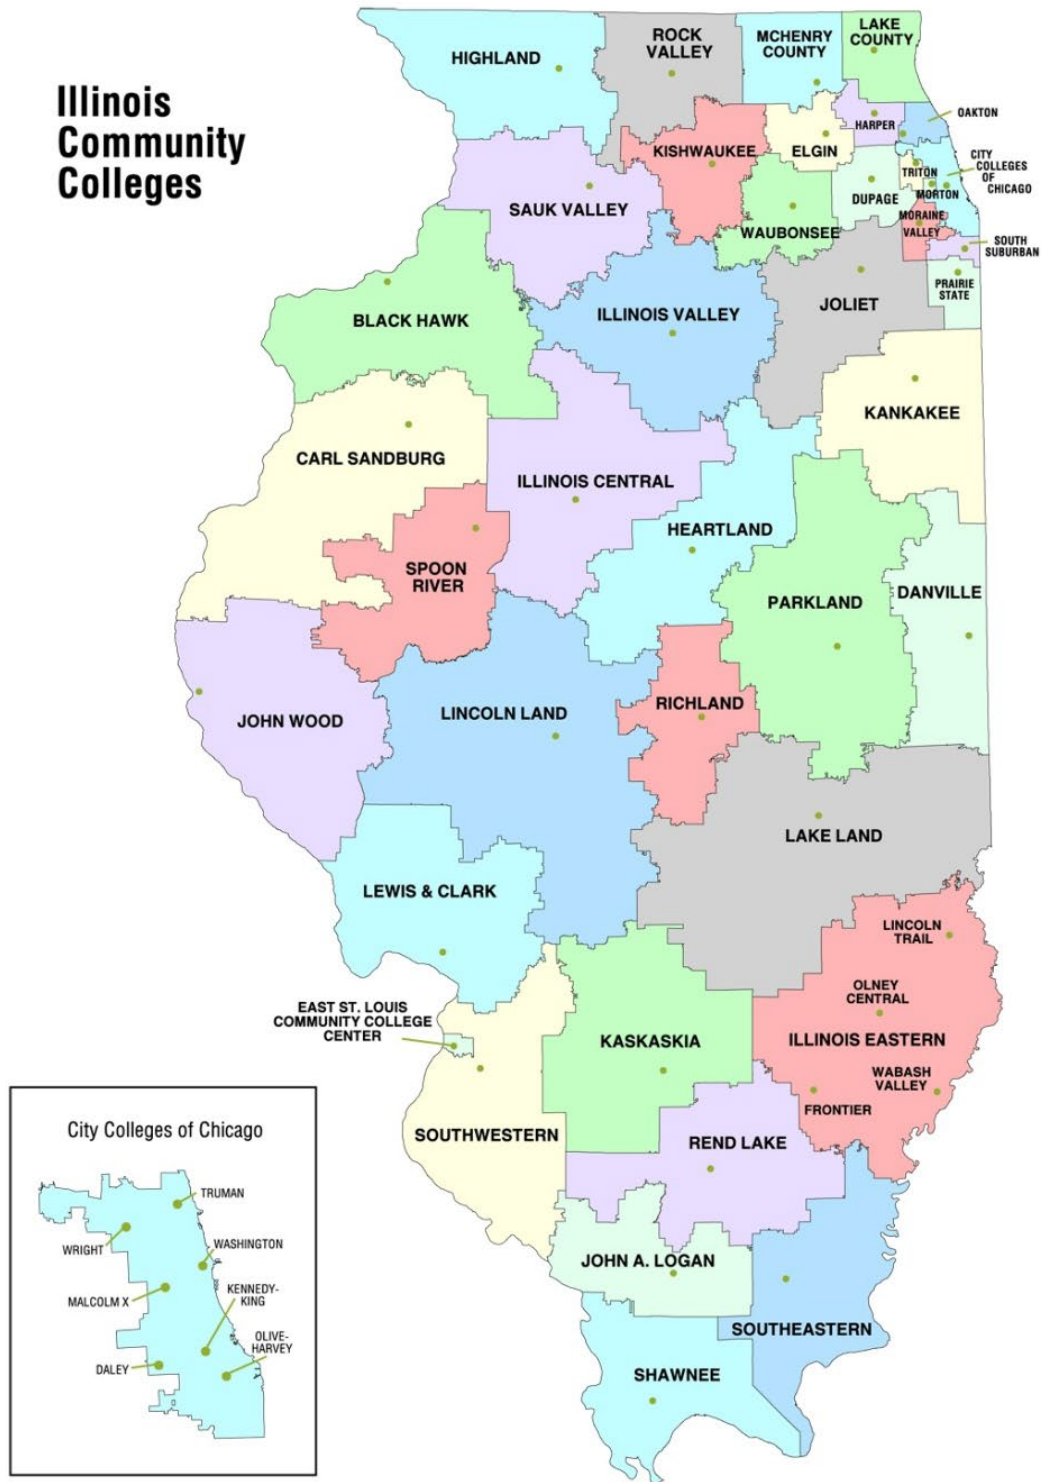 Illinois
Community
Colleges
HIGHLAND
ROCK
VALLEY
MCHENRY
COUNTY
LAKE
COUNTY
OAKTON
HARPER
KISHWAUKEE
ELGIN
CITY
COLLEGES
OF
CHICAGO
TRITON
MORTON
DUPAGE
SAUK VALLEY
MORAINE
VALLEY
WAUBONSEE
SOUTH
SUBURBAN
PRAIRIE
STATE
JOLIET
ILLINOIS VALLEY
BLACK HAWK
KANKAKEE
CARL SANDBURG
ILLINOIS CENTRAL
HEARTLAND
SPOON
RIVER
DANVILLE
PARKLAND
RICHLAND
LINCOLN LAND
JOHN WOOD
LAKE LAND
LEWIS & CLARK
LINCOLN
TRAIL
OLNEY
CENTRAL
EAST ST. LOUIS
COMMUNITY COLLEGE
CENTER
KASKASKIA
ILLINOIS EASTERN
WABASH
VALLEY
FRONTIER
SOUTHWESTERN
REND LAKE
JOHN A. LOGAN
SOUTHEASTERN
SHAWNEE
City Colleges of Chicago
TRUMAN
WRIGHT
WASHINGTON
MALCOLM X
KENNEDY-
KING
OLIVE-
HARVEY
DALEY